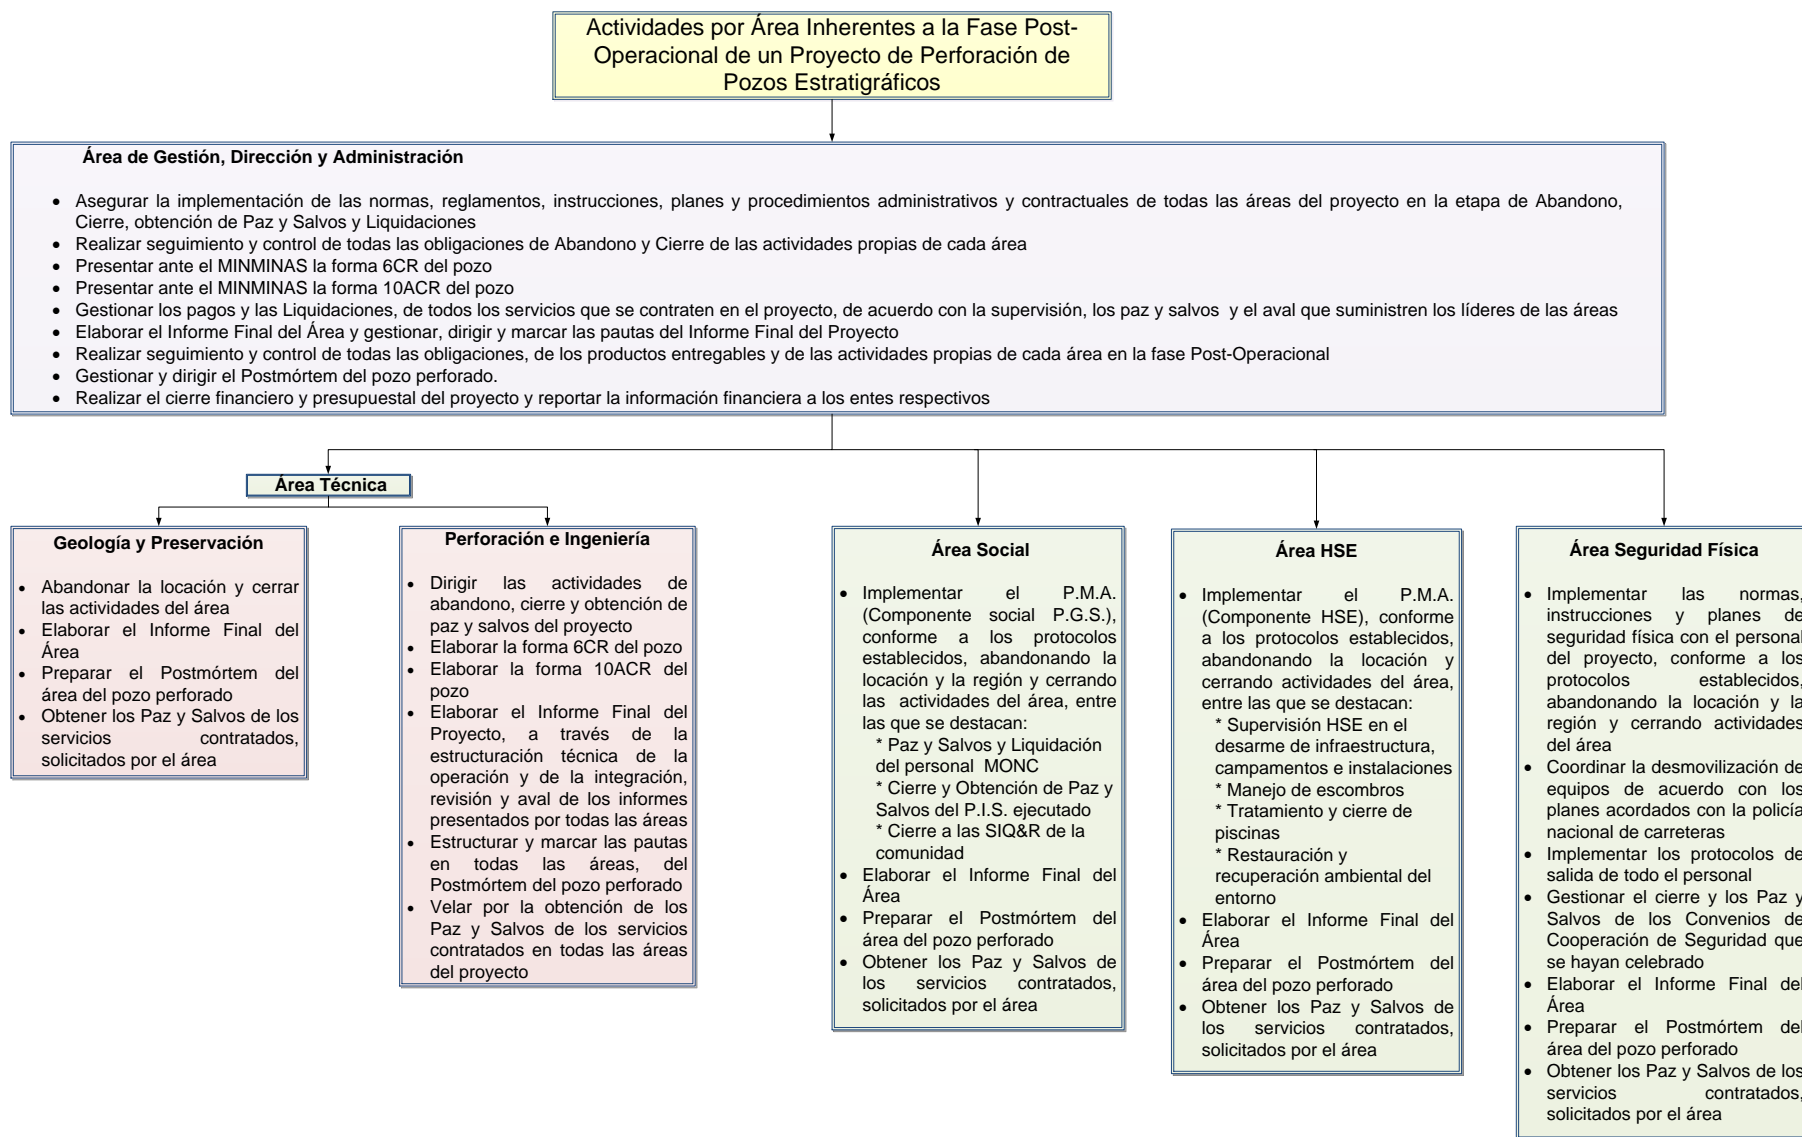 Actividades por Área Inherentes a la Fase Post-
Operacional de un Proyecto de Perforación de
Pozos Estratigráficos
Área de Gestión, Dirección y Administración
• Asegurar la implementación de las normas, reglamentos, instrucciones, planes y procedimientos administrativos y contractuales de todas las áreas del proyecto en la etapa de Abandono,
Cierre, obtención de Paz y Salvos y Liquidaciones
• Realizar seguimiento y control de todas las obligaciones de Abandono y Cierre de las actividades propias de cada área
• Presentar ante el MINMINAS la forma 6CR del pozo
• Presentar ante el MINMINAS la forma 10ACR del pozo
• Gestionar los pagos y las Liquidaciones, de todos los servicios que se contraten en el proyecto, de acuerdo con la supervisión, los paz y salvos y el aval que suministren los líderes de las áreas
• Elaborar el Informe Final del Área y gestionar, dirigir y marcar las pautas del Informe Final del Proyecto
• Realizar seguimiento y control de todas las obligaciones, de los productos entregables y de las actividades propias de cada área en la fase Post-Operacional
• Gestionar y dirigir el Postmórtem del pozo perforado.
• Realizar el cierre financiero y presupuestal del proyecto y reportar la información financiera a los entes respectivos
Área Técnica
Geología y Preservación
• Abandonar la locación y cerrar
las actividades del área
• Elaborar el Informe Final del
Área
• Preparar el Postmórtem del
área del pozo perforado
• Obtener los Paz y Salvos de los
servicios contratados,
solicitados por el área
Perforación e Ingeniería
• Dirigir las actividades de
abandono, cierre y obtención de
paz y salvos del proyecto
• Elaborar la forma 6CR del pozo
• Elaborar la forma 10ACR del
pozo
• Elaborar el Informe Final del
Proyecto, a través de la
estructuración técnica de la
operación y de la integración,
revisión y aval de los informes
presentados por todas las áreas
• Estructurar y marcar las pautas
en todas las áreas, del
Postmórtem del pozo perforado
• Velar por la obtención de los
Paz y Salvos de los servicios
contratados en todas las áreas
del proyecto
Área Social
• Implementar el P.M.A.
(Componente social P.G.S.),
conforme a los protocolos
establecidos, abandonando la
locación y la región y cerrando
las actividades del área, entre
las que se destacan:
* Paz y Salvos y Liquidación
del personal MONC
* Cierre y Obtención de Paz y
Salvos del P.I.S. ejecutado
* Cierre a las SIQ&R de la
comunidad
• Elaborar el Informe Final del
Área
• Preparar el Postmórtem del
área del pozo perforado
• Obtener los Paz y Salvos de
los servicios contratados,
solicitados por el área
Área HSE
• Implementar el P.M.A.
(Componente HSE), conforme
a los protocolos establecidos,
abandonando la locación y
cerrando actividades del área,
entre las que se destacan:
* Supervisión HSE en el
desarme de infraestructura,
campamentos e instalaciones
* Manejo de escombros
* Tratamiento y cierre de
piscinas
* Restauración y
recuperación ambiental del
entorno
• Elaborar el Informe Final del
Área
• Preparar el Postmórtem del
área del pozo perforado
• Obtener los Paz y Salvos de
los servicios contratados,
solicitados por el área
Área Seguridad Física
• Implementar las normas,
instrucciones y planes de
seguridad física con el personal
del proyecto, conforme a los
protocolos establecidos,
abandonando la locación y la
región y cerrando actividades
del área
• Coordinar la desmovilización de
equipos de acuerdo con los
planes acordados con la policía
nacional de carreteras
• Implementar los protocolos de
salida de todo el personal
• Gestionar el cierre y los Paz y
Salvos de los Convenios de
Cooperación de Seguridad que
se hayan celebrado
• Elaborar el Informe Final del
Área
• Preparar el Postmórtem del
área del pozo perforado
• Obtener los Paz y Salvos de los
servicios contratados,
solicitados por el área